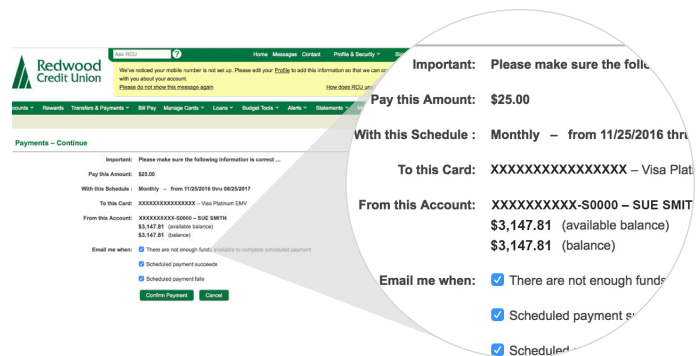 Redwood
Credit Union
Ask RCU
?
Home Messages Contact Profile & Security
We've noticed your mobile number is not set up. Please edit your Profile to add this information so that we can
with you about your account.
Please do not show this message again How does RCU
Rewards Transfers & Payments Bill Pay Manage Cards Loans Budget Tools Alerts Statements
Payments – Continue
Important: Please make sure the following information is correct ...
Pay this Amount: $25.00
With this Schedule : Monthly – from 11/25/2016 thru 08/25/2017
To this Card: XXXXXXXXXXXXXXXX – Visa Platinum EMV
From this Account: XXXXXXXXXX-S0000 – SUE SMITH
$3,147.81 (available balance)
$3,147.81 (balance)
Email me when: There are not enough funds available to complete scheduled payment
Scheduled payment succeeds
Scheduled payment fails
Confirm Payment Cancel
Important: Please make sure the
Pay this Amount: $25.00
With this Schedule : Monthly – from 11/25/2016
To this Card: XXXXXXXXXXXXXXXX – Visa
From this Account: XXXXXXXXXX-S0000 – SUE
$3,147.81 (available balance)
$3,147.81 (balance)
Email me when: There are not enough funds
Scheduled payment
Scheduled